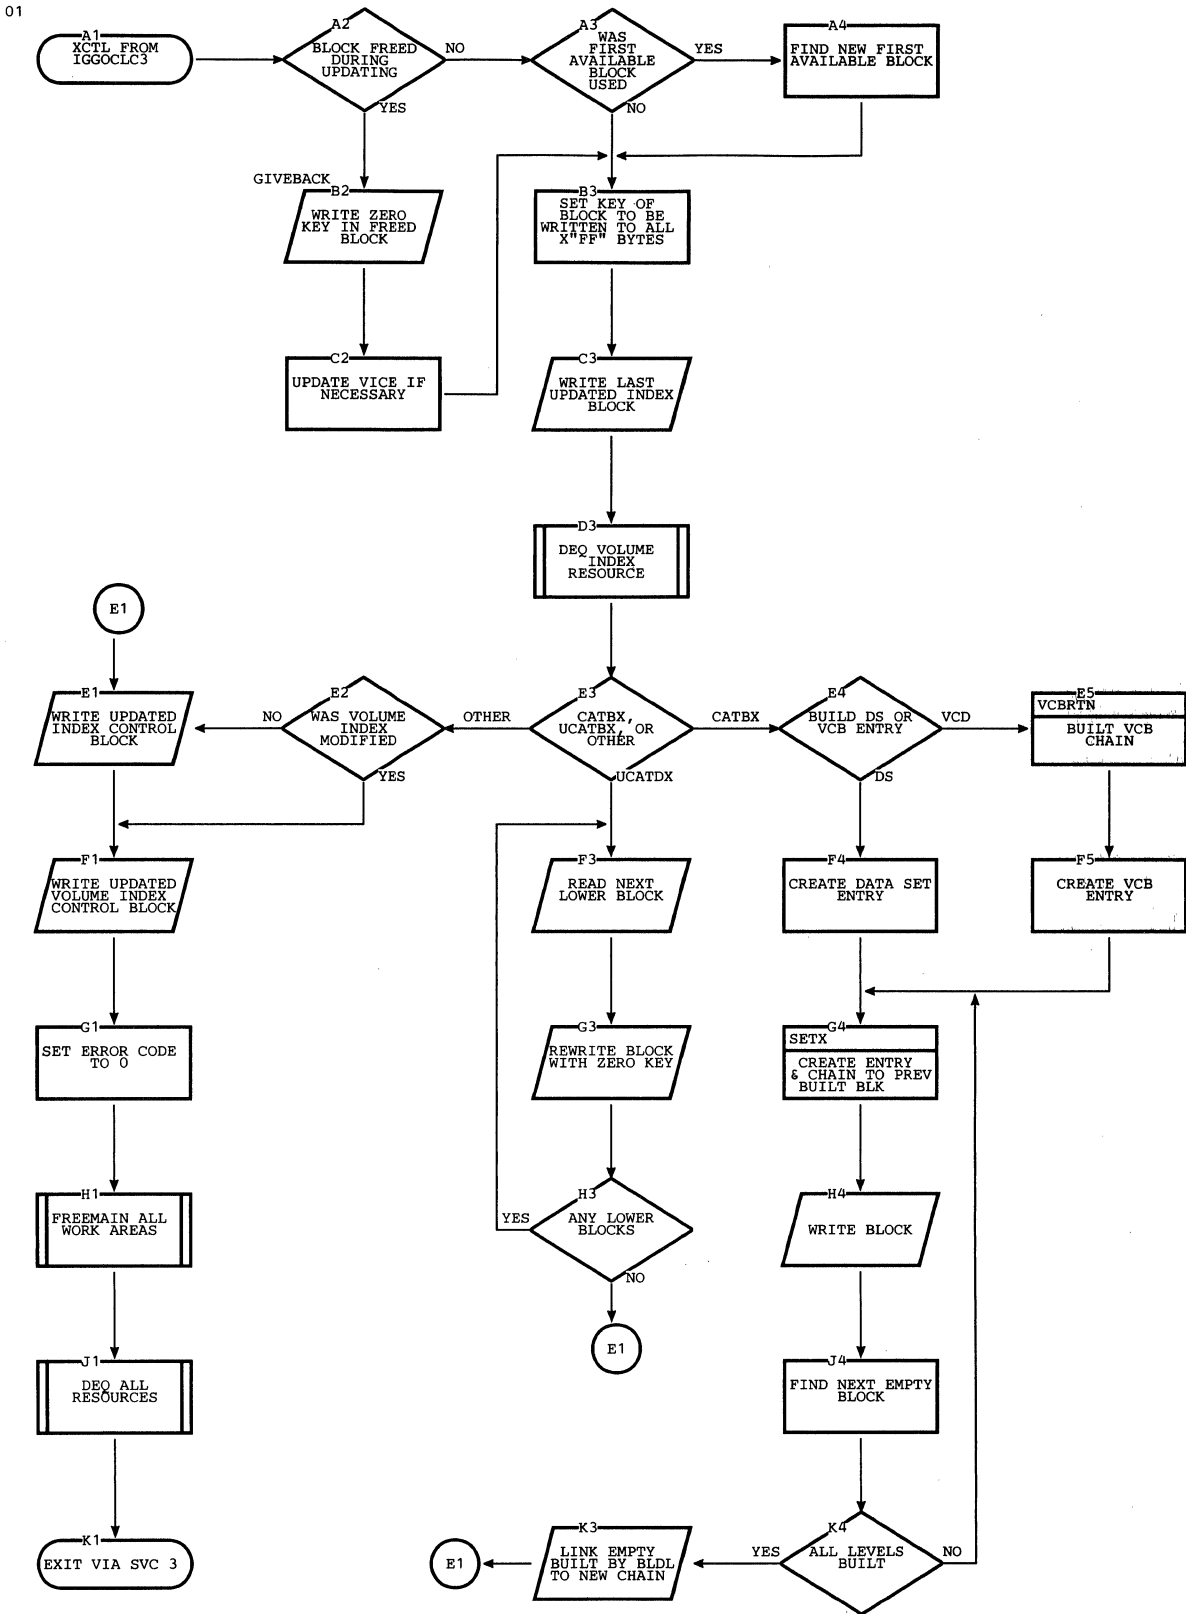 01
A1
XCTL FROM
IGGOCLC3
A2
BLOCK FREED
DURING
UPDATING
NO
YES
A3
WAS
FIRST
AVAILABLE
BLOCK
USED
YES
NO
A4
FIND NEW FIRST
AVAILABLE BLOCK
GIVEBACK
B2
WRITE ZERO
KEY IN FREED
BLOCK
B3
SET KEY OF
BLOCK TO BE
WRITTEN TO ALL
X"FF" BYTES
C2
UPDATE VICE IF
NECESSARY
C3
WRITE LAST
UPDATED INDEX
BLOCK
D3
DEQ VOLUME
INDEX
RESOURCE
E1
E1
WRITE UPDATED
INDEX CONTROL
BLOCK
NO
E2
WAS VOLUME
INDEX
MODIFIED
YES
OTHER
E3
CATBX,
UCATBX, OR
OTHER
CATBX
UCATDX
E4
BUILD DS OR
VCB ENTRY
VCD
DS
E5
VCBRTN
BUILT VCB
CHAIN
F1
WRITE UPDATED
VOLUME INDEX
CONTROL BLOCK
F3
READ NEXT
LOWER BLOCK
F4
CREATE DATA SET
ENTRY
F5
CREATE VCB
ENTRY
G1
SET ERROR CODE
TO 0
G3
REWRITE BLOCK
WITH ZERO KEY
G4
SETX
CREATE ENTRY
& CHAIN TO PREV
BUILT BLK
H1
FREEMAIN ALL
WORK AREAS
YES
H3
ANY LOWER
BLOCKS
NO
H4
WRITE BLOCK
E1
J1
DEQ ALL
RESOURCES
J4
FIND NEXT EMPTY
BLOCK
K1
EXIT VIA SVC 3
E1
K3
LINK EMPTY
BUILT BY BLDL
TO NEW CHAIN
YES
K4
ALL LEVELS
BUILT
NO